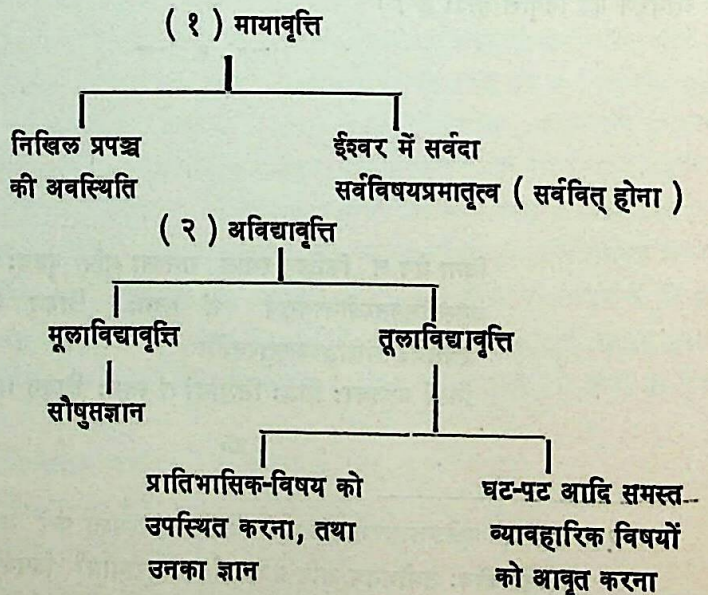 ( १ ) मायावृत्ति
निखिल प्रपञ्च
की अवस्थिति
ईश्वर में सर्वदा
सर्वविषयप्रमातृत्व ( सर्ववित् होना )
( २ ) अविद्यावृत्ति
मूलाविद्यावृत्ति
तूलाविद्यावृत्ति
सौषुप्तज्ञान
प्रातिभासिक-विषय को
उपस्थित करना, तथा
उनका ज्ञान
घट-पट आदि समस्त
व्यावहारिक विषयों
को आवृत करना